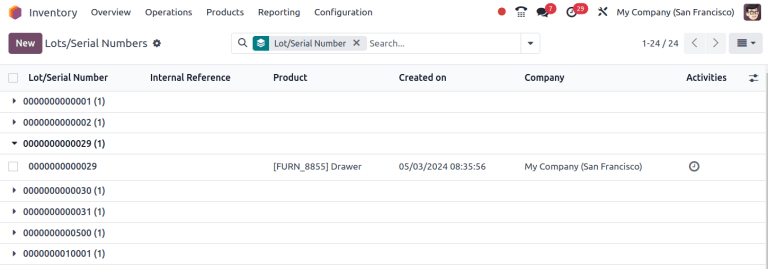 Inventory Overview Operations Products Reporting Configuration 7 29 My Company (San Francisco)
New Lots/Serial Numbers Lot/Serial Number Search... 1-24 / 24
Lot/Serial Number Internal Reference Product Created on Company Activities
0000000000001 (1)
0000000000002 (1)
0000000000029 (1)
0000000000029 [FURN_8855] Drawer 05/03/2024 08:35:56 My Company (San Francisco)
0000000000030 (1)
0000000000031 (1)
0000000000500 (1)
0000000010001 (1)